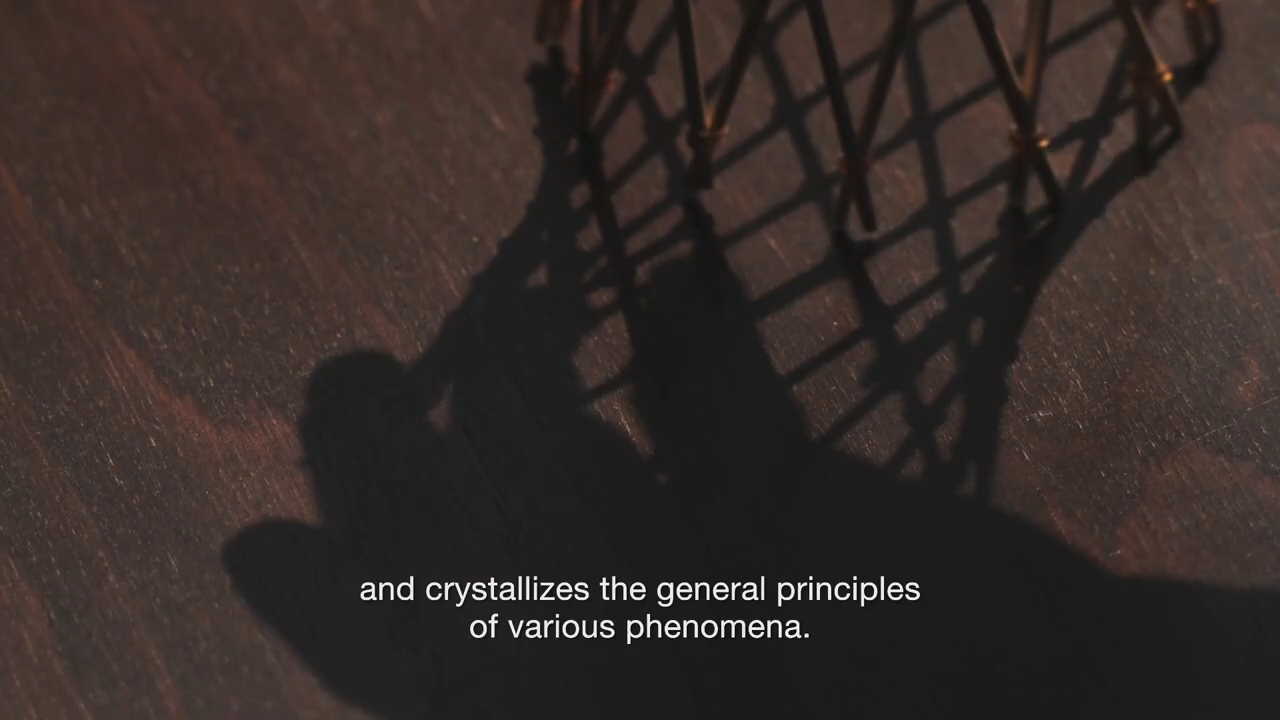 and crystallizes the general principles
of various phenomena.